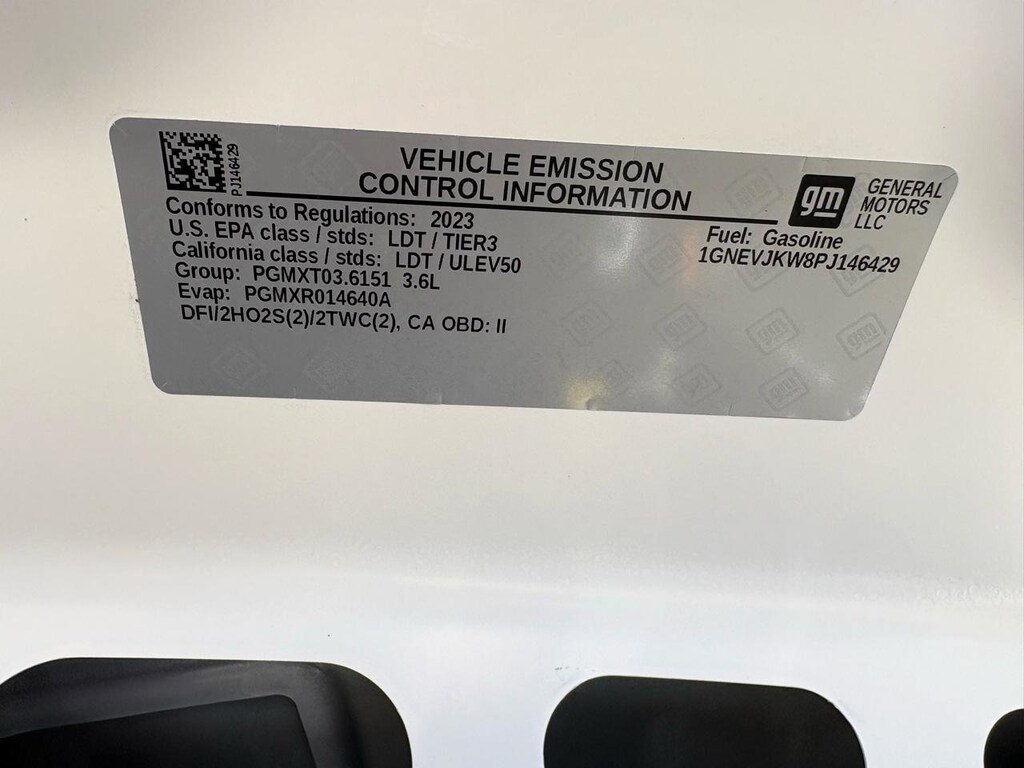 PJ146429
VEHICLE EMISSION
CONTROL INFORMATION
gm
GENERAL
MOTORS
LLC
Conforms to Regulations: 2023
U.S. EPA class / stds: LDT / TIER3
California class / stds: LDT / ULEV50
Group: PGMXT03.6151 3.6L
Evap: PGMXR014640A
DFI/2HO2S(2)/2TWC(2), CA OBD: II
Fuel: Gasoline
1GNEVJKW8PJ146429